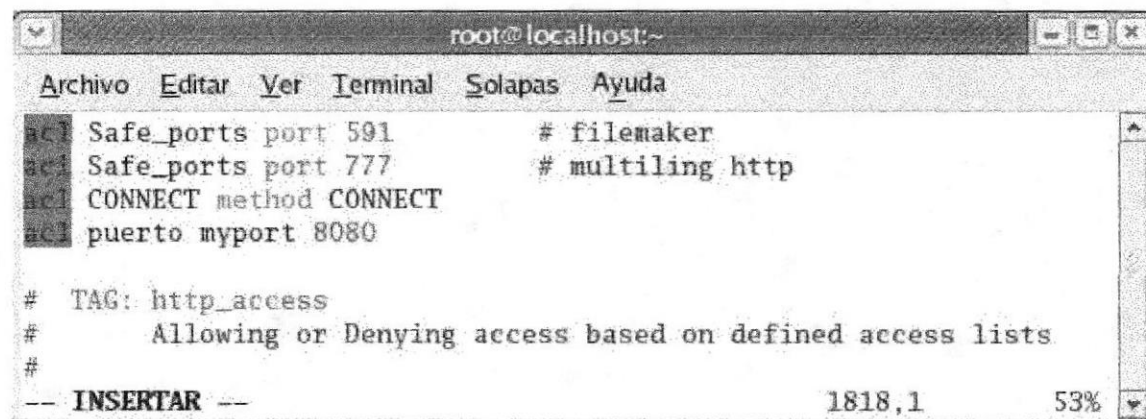 root@localhost:~
Archivo Editar Ver Terminal Solapas Ayuda
acl Safe_ports port 591 # filemaker
acl Safe_ports port 777 # multiling http
acl CONNECT method CONNECT
acl puerto myport 8080
# TAG: http_access
# Allowing or Denying access based on defined access lists
#
-- INSERTAR -- 1818,1 53%